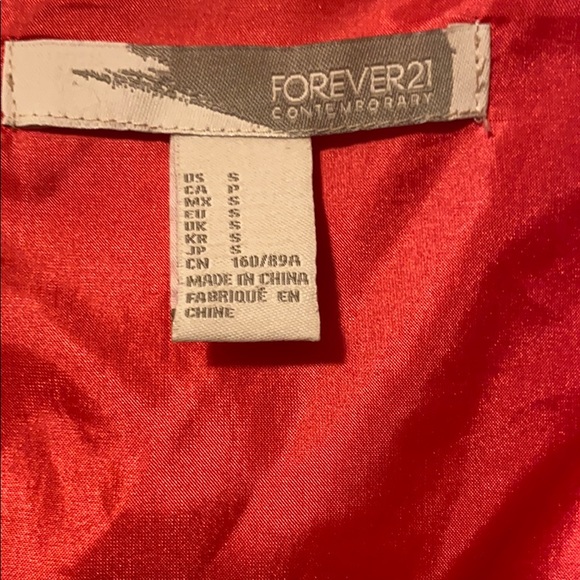 FOREVER21
CONTEMPORARY
US S
CA P
MX S
EU S
UK S
KR S
JP S
CN 160/89A
MADE IN CHINA
FABRIQUÉ EN
CHINE